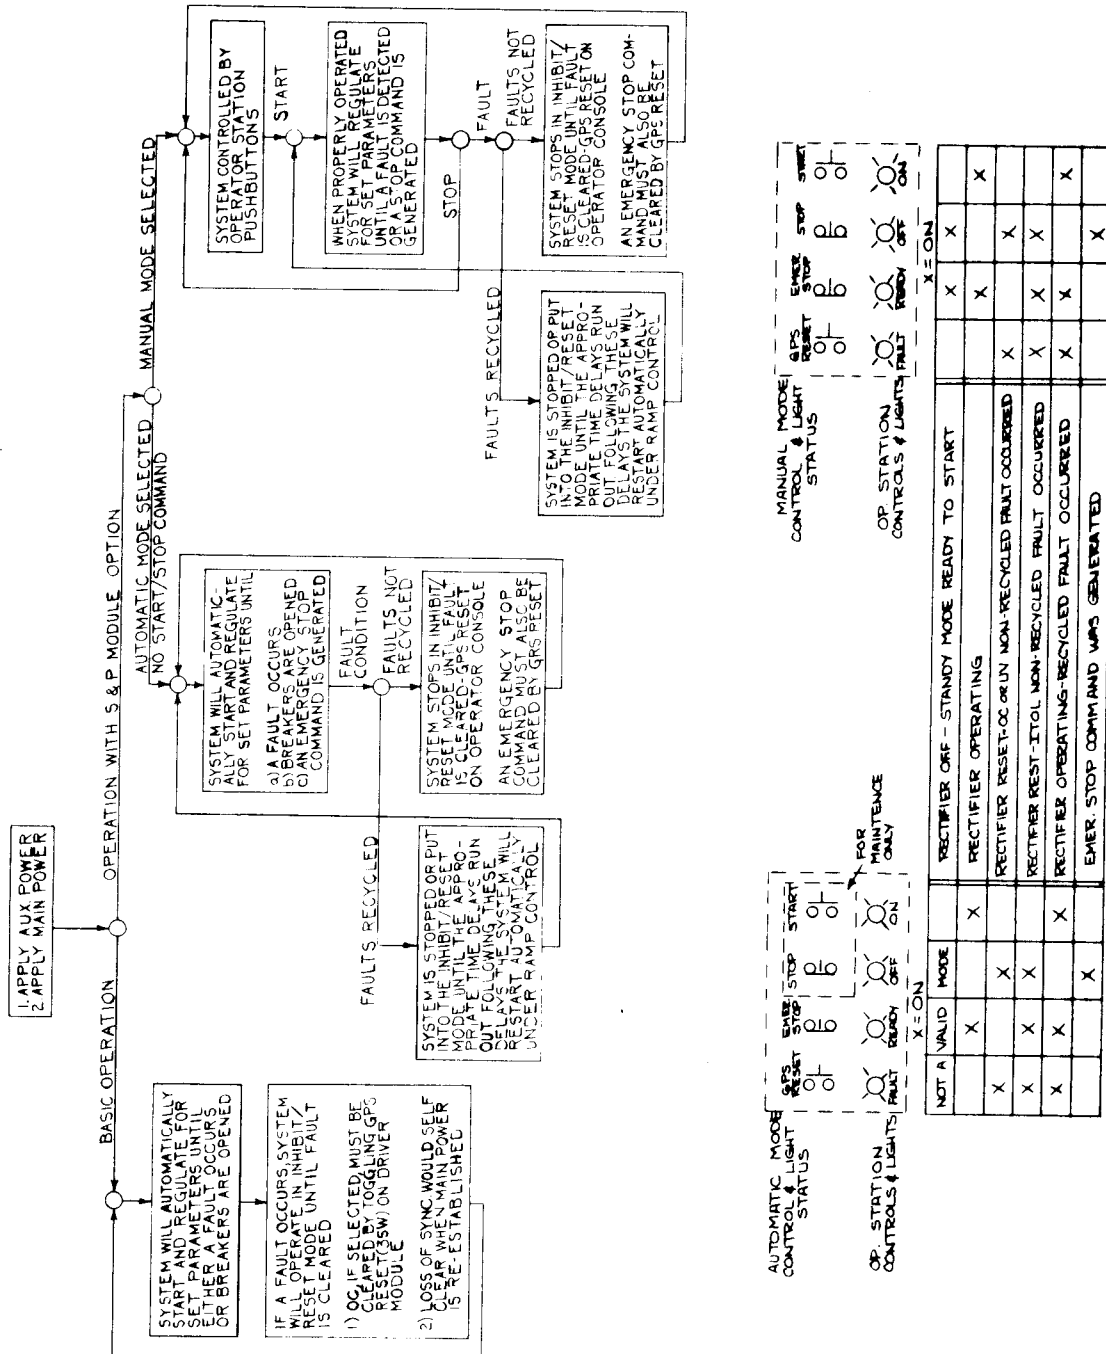 1. APPLY AUX POWER
2. APPLY MAIN POWER
BASIC OPERATION
OPERATION WITH S & P MODULE OPTION
AUTOMATIC MODE SELECTED
NO START/STOP COMMAND
MANUAL MODE SELECTED
SYSTEM WILL AUTOMATICALLY
START AND REGULATE FOR
SET PARAMETERS UNTIL
EITHER A FAULT OCCURS
OR BREAKERS ARE OPENED
IF A FAULT OCCURS, SYSTEM
WILL OPERATE IN INHIBIT/
RESET MODE UNTIL FAULT
IS CLEARED
1) OC, IF SELECTED, MUST BE
CLEARED BY TOGGLING GPS
RESET (3SW) ON DRIVER
MODULE
2) LOSS OF SYNC WOULD SELF
CLEAR WHEN MAIN POWER
IS RE-ESTABLISHED
SYSTEM WILL AUTOMATIC-
ALLY START AND REGULATE
FOR SET PARAMETERS UNTIL
a) A FAULT OCCURS
b) BREAKERS ARE OPENED
c) AN EMERGENCY STOP
COMMAND IS GENERATED
FAULT
CONDITION
FAULTS RECYCLED
FAULTS NOT
RECYCLED
SYSTEM IS STOPPED OR PUT
INTO THE INHIBIT/RESET
MODE UNTIL THE APPRO-
PRIATE TIME DELAYS RUN
OUT FOLLOWING THESE
DELAYS THE SYSTEM WILL
RESTART AUTOMATICALLY
UNDER RAMP CONTROL
SYSTEM STOPS IN INHIBIT/
RESET MODE UNTIL FAULT
IS CLEARED-GPS RESET
ON OPERATOR CONSOLE
AN EMERGENCY STOP
COMMAND MUST ALSO BE
CLEARED BY GRS RESET
SYSTEM CONTROLLED BY
OPERATOR STATION
PUSHBUTTONS
START
WHEN PROPERLY OPERATED
SYSTEM WILL REGULATE
FOR SET PARAMETERS
UNTIL A FAULT IS DETECTED
OR A STOP COMMAND IS
GENERATED
STOP
FAULT
FAULTS RECYCLED
FAULTS NOT
RECYCLED
SYSTEM IS STOPPED OR PUT
INTO THE INHIBIT/RESET
MODE UNTIL THE APPRO-
PRIATE TIME DELAYS RUN
OUT FOLLOWING THESE
DELAYS THE SYSTEM WILL
RESTART AUTOMATICALLY
UNDER RAMP CONTROL
SYSTEM STOPS IN INHIBIT/
RESET MODE UNTIL FAULT
IS CLEARED-GPS RESET ON
OPERATOR CONSOLE
AN EMERGENCY STOP COM-
MAND MUST ALSO BE
CLEARED BY GPS RESET
AUTOMATIC MODE
CONTROL & LIGHT
STATUS
GPS RESET EMER STOP STOP START
FOR
MAINTENCE
ONLY
OP. STATION
CONTROLS & LIGHTS
FAULT READY OFF ON
X = ON
MANUAL MODE
CONTROL & LIGHT
STATUS
GPS RESET EMER STOP STOP START
OP. STATION
CONTROLS & LIGHTS
FAULT READY OFF ON
X = ON
NOT A VALID MODE RECTIFIER OFF - STANDY MODE READY TO START X X
X X RECTIFIER OPERATING X X
X X RECTIFIER RESET-OC OR UV NON-RECYCLED FAULT OCCURRED X X
X X X RECTIFIER REST-ITOL NON-RECYCLED FAULT OCCURRED X X X
X X X RECTIFIER OPERATING-RECYCLED FAULT OCCURRED X X X
X EMER. STOP COMMAND WAS GENERATED X